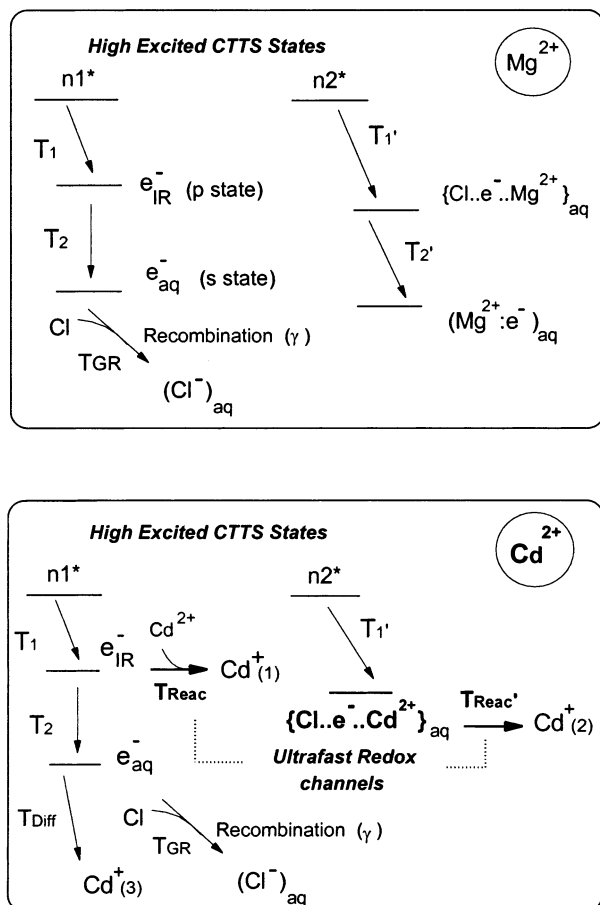 High Excited CTTS States
Mg2+
n1*
n2*
T1
T1'
e-IR (p state)
{Cl..e-..Mg2+}aq
T2
T2'
e-aq (s state)
(Mg2+:e-)aq
Cl
Recombination (γ)
TGR
(Cl-)aq
High Excited CTTS States
Cd2+
n1*
n2*
T1
e-IR
Cd2+
Cd+(1)
TReac
T1'
{Cl..e-..Cd2+}aq
TReac'
Cd+(2)
T2
e-aq
Ultrafast Redox
channels
TDiff
Cl
Recombination (γ)
TGR
Cd+(3)
(Cl-)aq